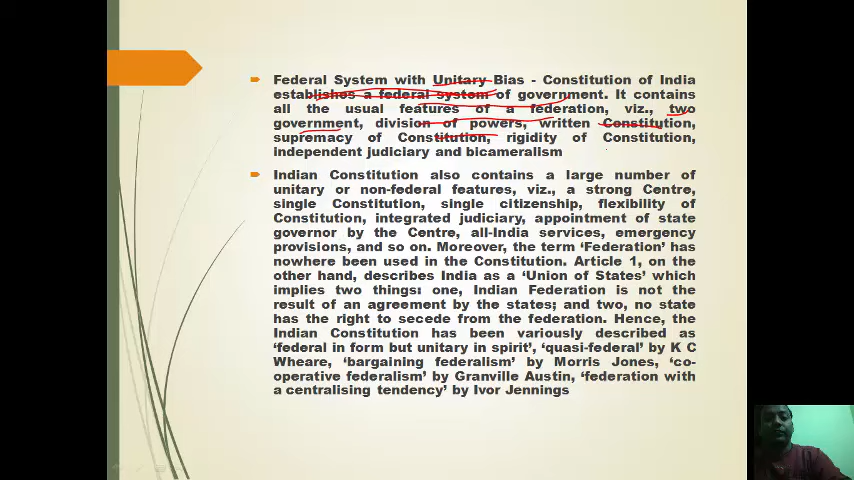 Federal System with Unitary Bias - Constitution of India
establishes a federal system of government. It contains
all the usual features of a federation, viz., two
government, division of powers, written Constitution,
supremacy of Constitution, rigidity of Constitution,
independent judiciary and bicameralism
Indian Constitution also contains a large number of
unitary or non-federal features, viz., a strong Centre,
single Constitution, single citizenship, flexibility of
Constitution, integrated judiciary, appointment of state
governor by the Centre, all-India services, emergency
provisions, and so on. Moreover, the term ‘Federation’ has
nowhere been used in the Constitution. Article 1, on the
other hand, describes India as a ‘Union of States’ which
implies two things: one, Indian Federation is not the
result of an agreement by the states; and two, no state
has the right to secede from the federation. Hence, the
Indian Constitution has been variously described as
‘federal in form but unitary in spirit’, ‘quasi-federal’ by K C
Wheare, ‘bargaining federalism’ by Morris Jones, ‘co-
operative federalism’ by Granville Austin, ‘federation with
a centralising tendency’ by Ivor Jennings